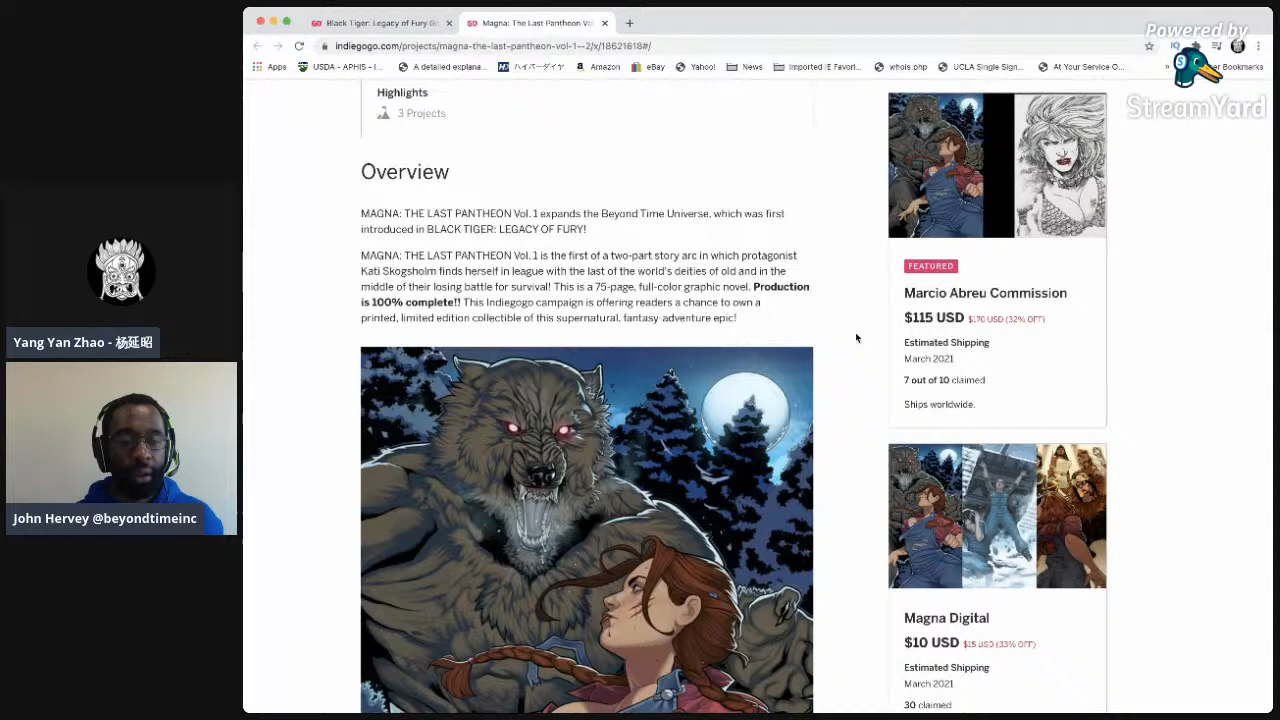 Black Tiger: Legacy of Fury Gr
Magna: The Last Pantheon Vol
indiegogo.com/projects/magna-the-last-pantheon-vol-1--2/x/18621618#/
Apps
USDA - APHIS - I...
A detailed explana...
ハイパーダイヤ
Amazon
eBay
Yahoo!
News
Imported IE Favori...
whois.php
UCLA Single Sign...
At Your Service O...
»
Bookmarks
Powered by
StreamYard
Highlights
3 Projects
Overview
MAGNA: THE LAST PANTHEON Vol. 1 expands the Beyond Time Universe, which was first
introduced in BLACK TIGER: LEGACY OF FURY!
MAGNA: THE LAST PANTHEON Vol. 1 is the first of a two-part story arc in which protagonist
Kati Skogsholm finds herself in league with the last of the world's deities of old and in the
middle of their losing battle for survival! This is a 75-page, full-color graphic novel. Production
is 100% complete!! This Indiegogo campaign is offering readers a chance to own a
printed, limited edition collectible of this supernatural, fantasy-adventure epic!
FEATURED
Marcio Abreu Commission
$115 USD $170 USD (32% OFF)
Estimated Shipping
March 2021
7 out of 10 claimed
Ships worldwide.
Magna Digital
$10 USD $15 USD (33% OFF)
Estimated Shipping
March 2021
30 claimed
Yang Yan Zhao - 杨延昭
John Hervey @beyondtimeinc